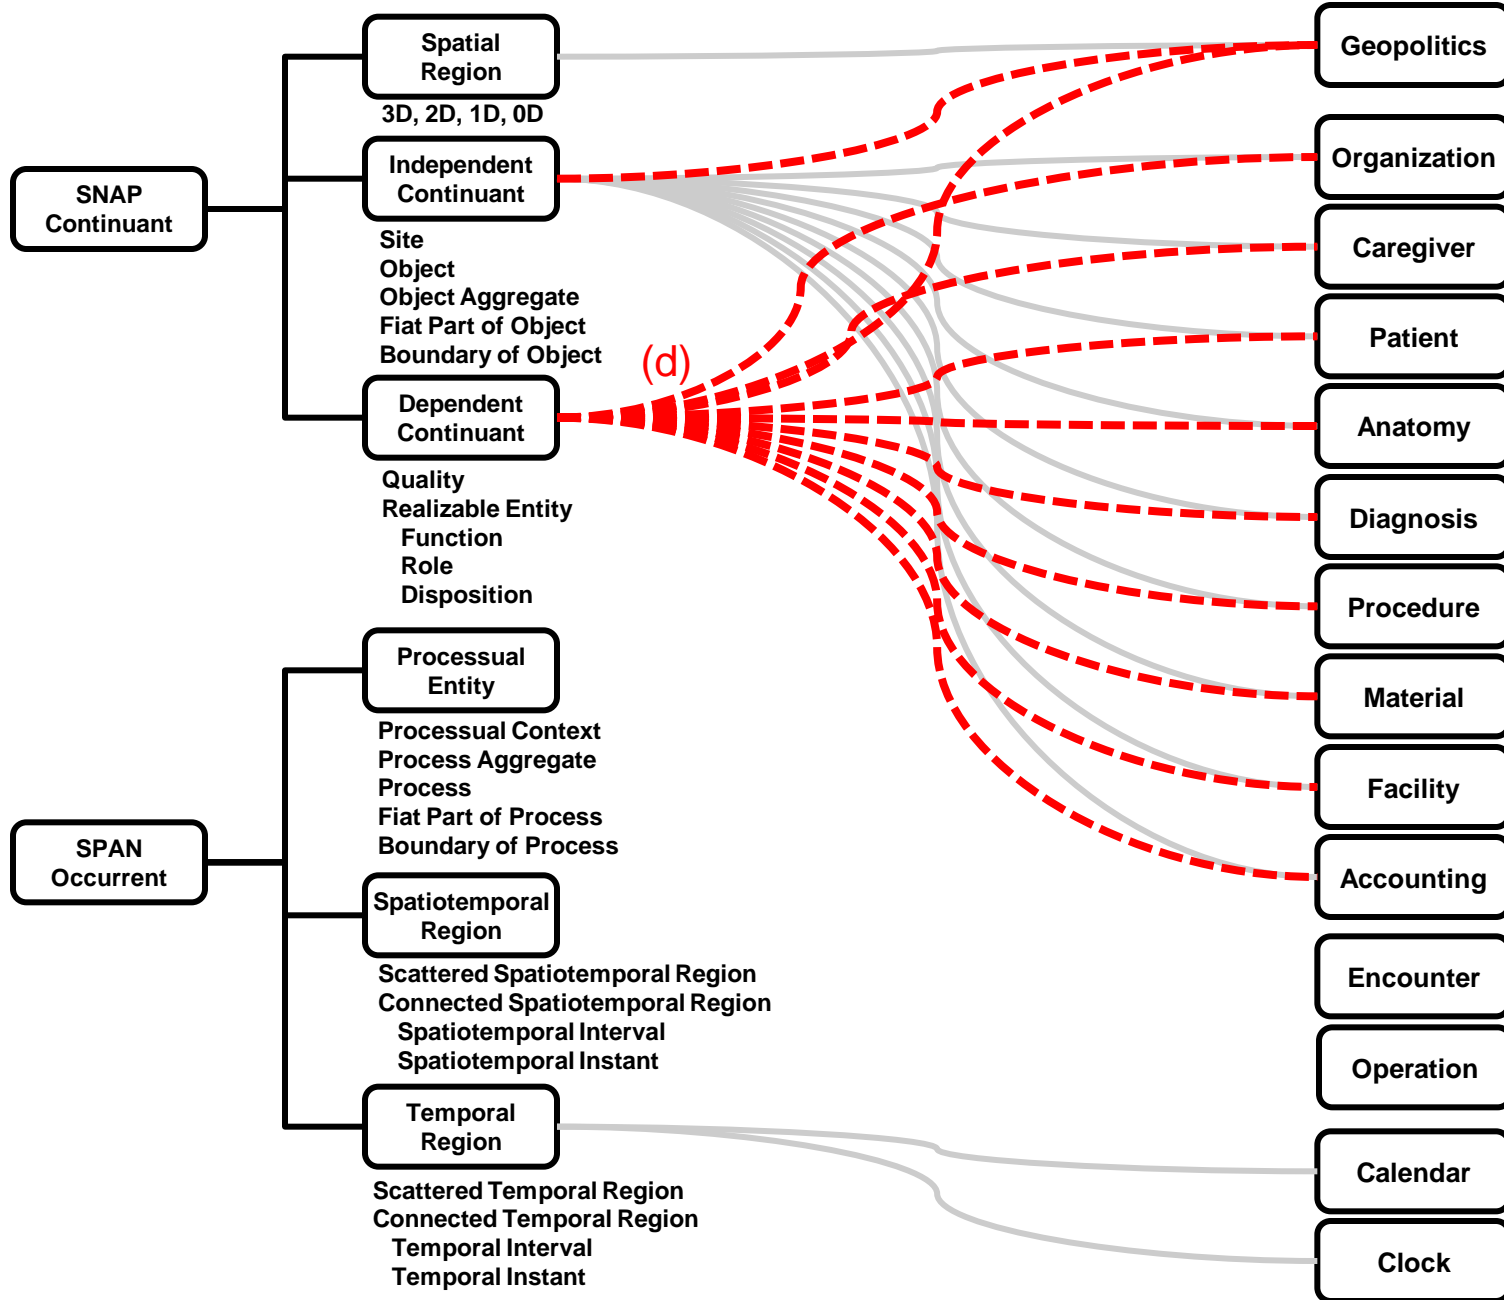 SNAP
Continuant
Spatial
Region
3D, 2D, 1D, 0D
Independent
Continuant
Site
Object
Object Aggregate
Fiat Part of Object
Boundary of Object
Dependent
Continuant
Quality
Realizable Entity
Function
Role
Disposition
(d)
SPAN
Occurrent
Processual
Entity
Processual Context
Process Aggregate
Process
Fiat Part of Process
Boundary of Process
Spatiotemporal
Region
Scattered Spatiotemporal Region
Connected Spatiotemporal Region
Spatiotemporal Interval
Spatiotemporal Instant
Temporal
Region
Scattered Temporal Region
Connected Temporal Region
Temporal Interval
Temporal Instant
Geopolitics
Organization
Caregiver
Patient
Anatomy
Diagnosis
Procedure
Material
Facility
Accounting
Encounter
Operation
Calendar
Clock